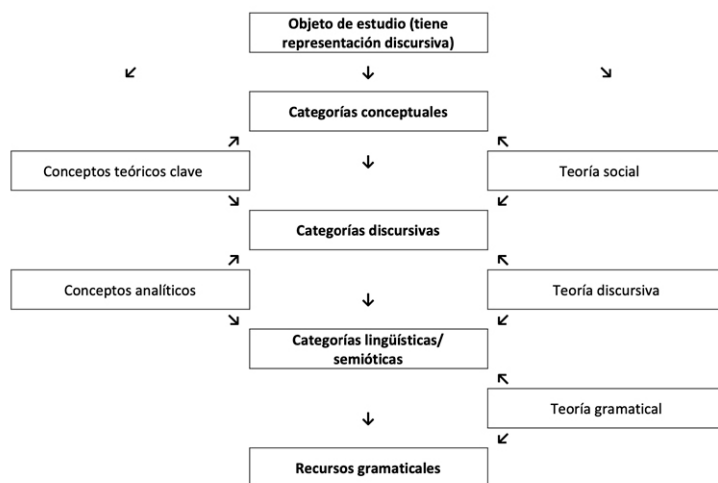 Objeto de estudio (tiene
representación discursiva)
Categorías conceptuales
Conceptos teóricos clave
Teoría social
Categorías discursivas
Conceptos analíticos
Teoría discursiva
Categorías lingüísticas/
semióticas
Teoría gramatical
Recursos gramaticales